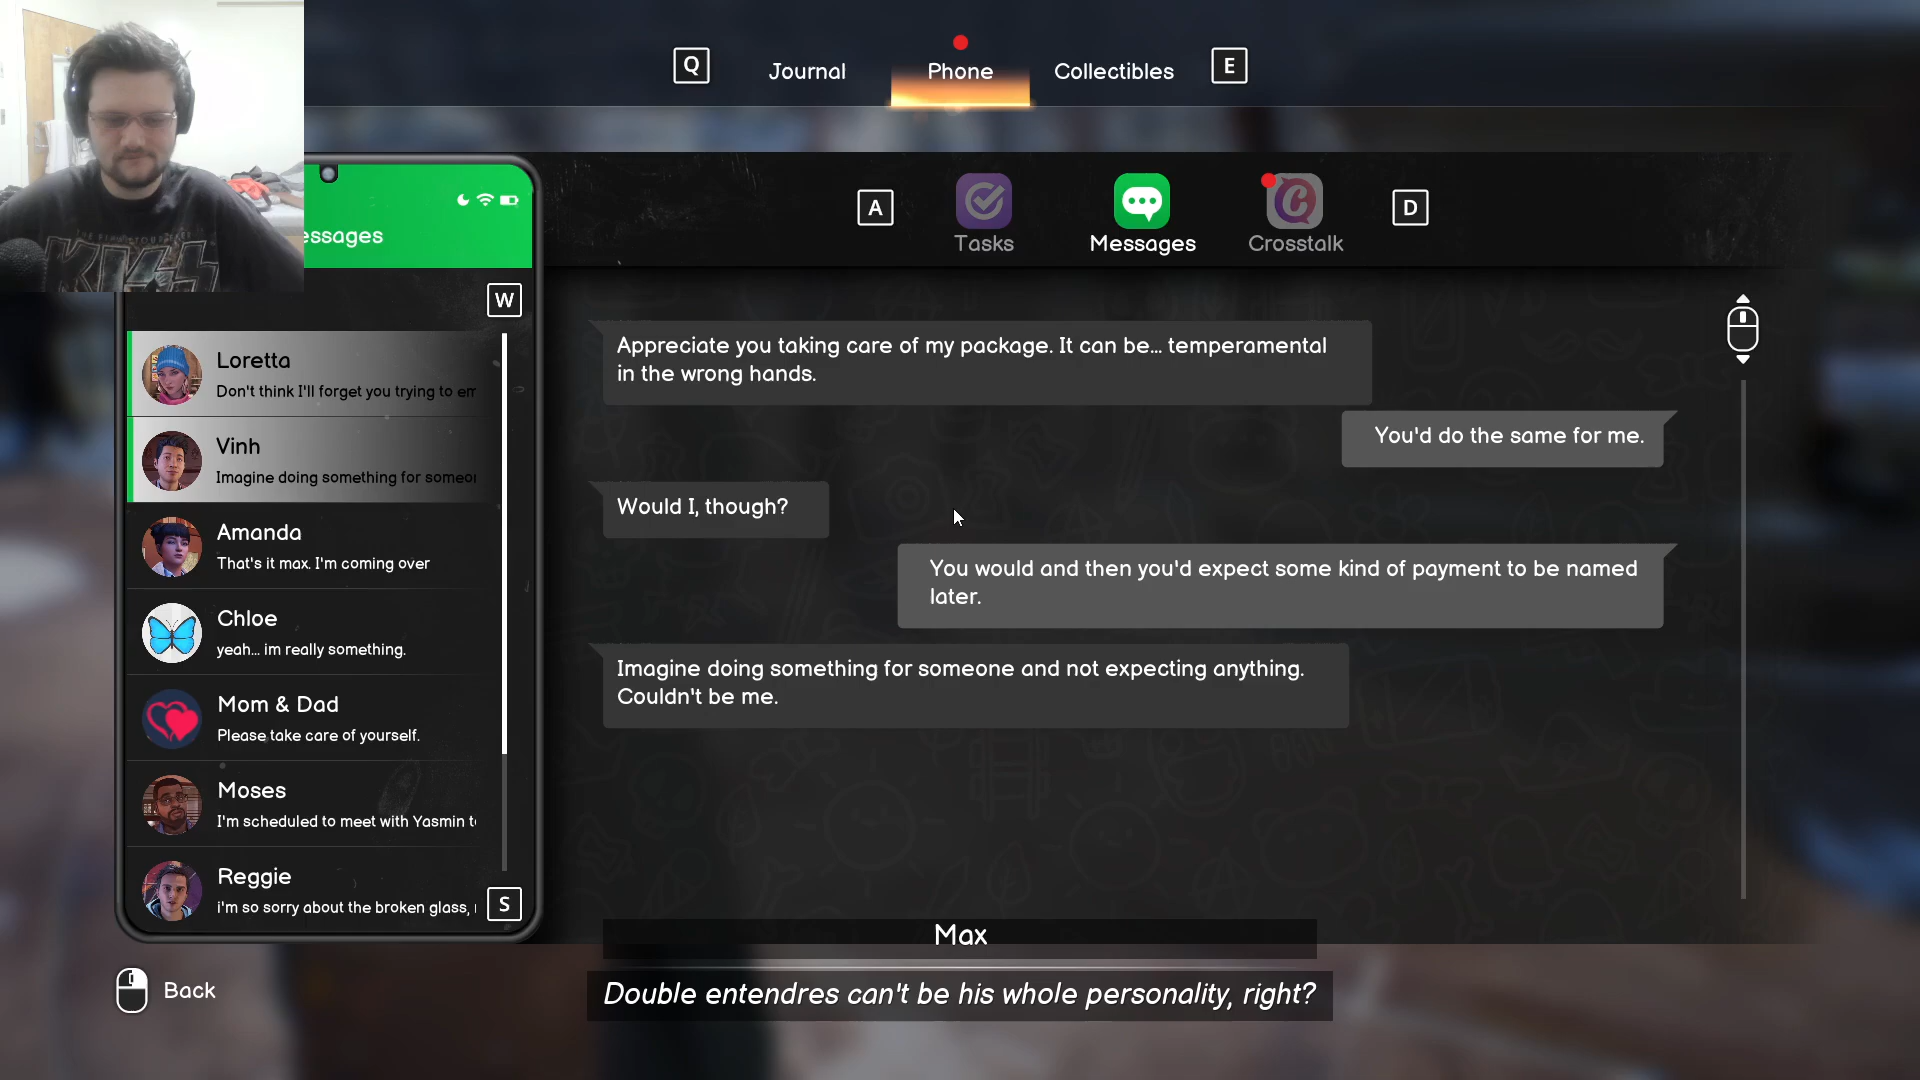 Q
Journal
Phone
Collectibles
E
KISS
essages
A
Tasks
Messages
Crosstalk
D
W
Loretta
Don't think I'll forget you trying to em
Vinh
Imagine doing something for someo
Amanda
That's it max. I'm coming over
Chloe
yeah... im really something.
Mom & Dad
Please take care of yourself.
Moses
I'm scheduled to meet with Yasmin t
Reggie
i'm so sorry about the broken glass,
S
Appreciate you taking care of my package. It can be... temperamental
in the wrong hands.
You'd do the same for me.
Would I, though?
You would and then you'd expect some kind of payment to be named
later.
Imagine doing something for someone and not expecting anything.
Couldn't be me.
Max
Double entendres can't be his whole personality, right?
Back